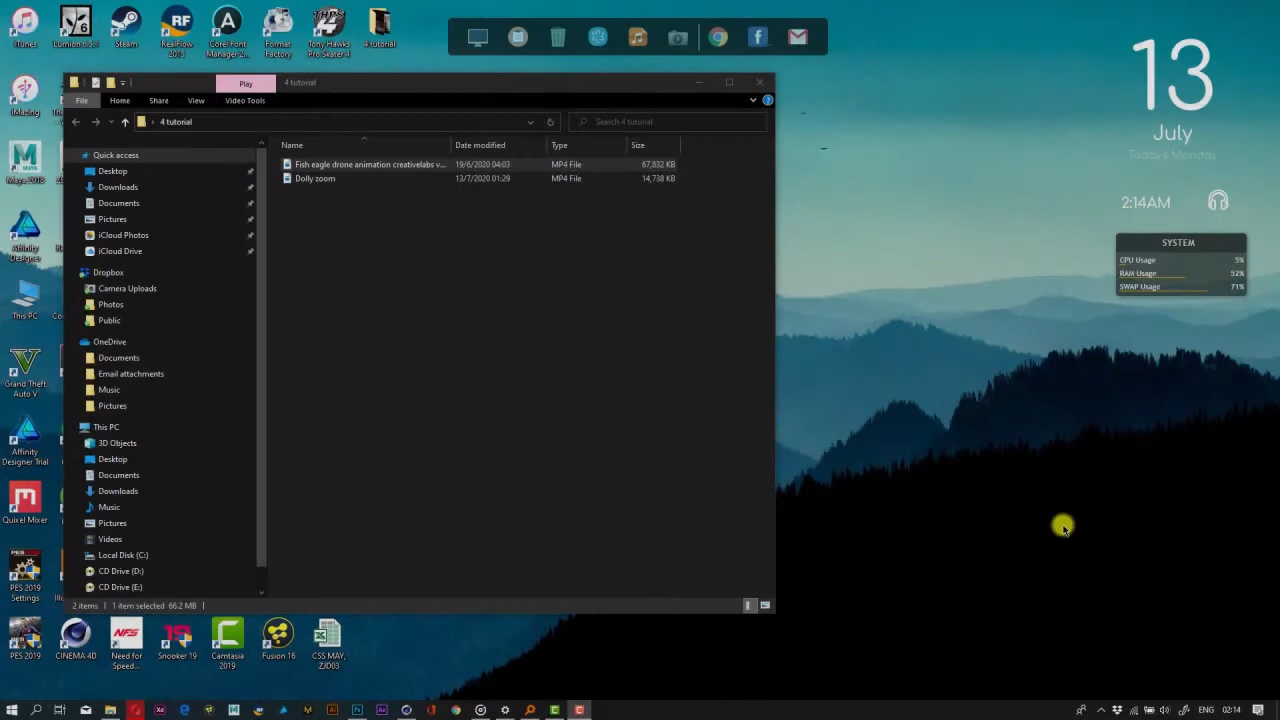 iTunes
Lumion 6.0.1
Steam
RealFlow 2013
Corel Font Manager 2...
Format Factory
Tony Hawks Pro Skater 4
4 tutorial
Play
4 tutorial
File
Home
Share
View
Video Tools
4 tutorial
Search 4 tutorial
Name
Date modified
Type
Size
Fish eagle drone animation creativelabs v...
19/6/2020 04:03
MP4 File
67,832 KB
Dolly zoom
13/7/2020 01:29
MP4 File
14,738 KB
Quick access
Desktop
Downloads
Documents
Pictures
iCloud Photos
iCloud Drive
Dropbox
Camera Uploads
Photos
Public
OneDrive
Documents
Email attachments
Music
Pictures
This PC
3D Objects
Desktop
Documents
Downloads
Music
Pictures
Videos
Local Disk (C:)
CD Drive (D:)
CD Drive (E:)
2 items
1 item selected 66.2 MB
iMazing
Maya 2018
Affinity Designer
This PC
Grand Theft Auto V
Affinity Designer Trial
Quixel Mixer
PES 2019 Settings
PES 2019
CINEMA 4D
Need for Speed...
Snooker 19
Camtasia 2019
Fusion 16
CSS MAY, ZJD03
13
July
Today's Monday
2:14AM
SYSTEM
CPU Usage 5%
RAM Usage 52%
SWAP Usage 71%
ENG
02:14